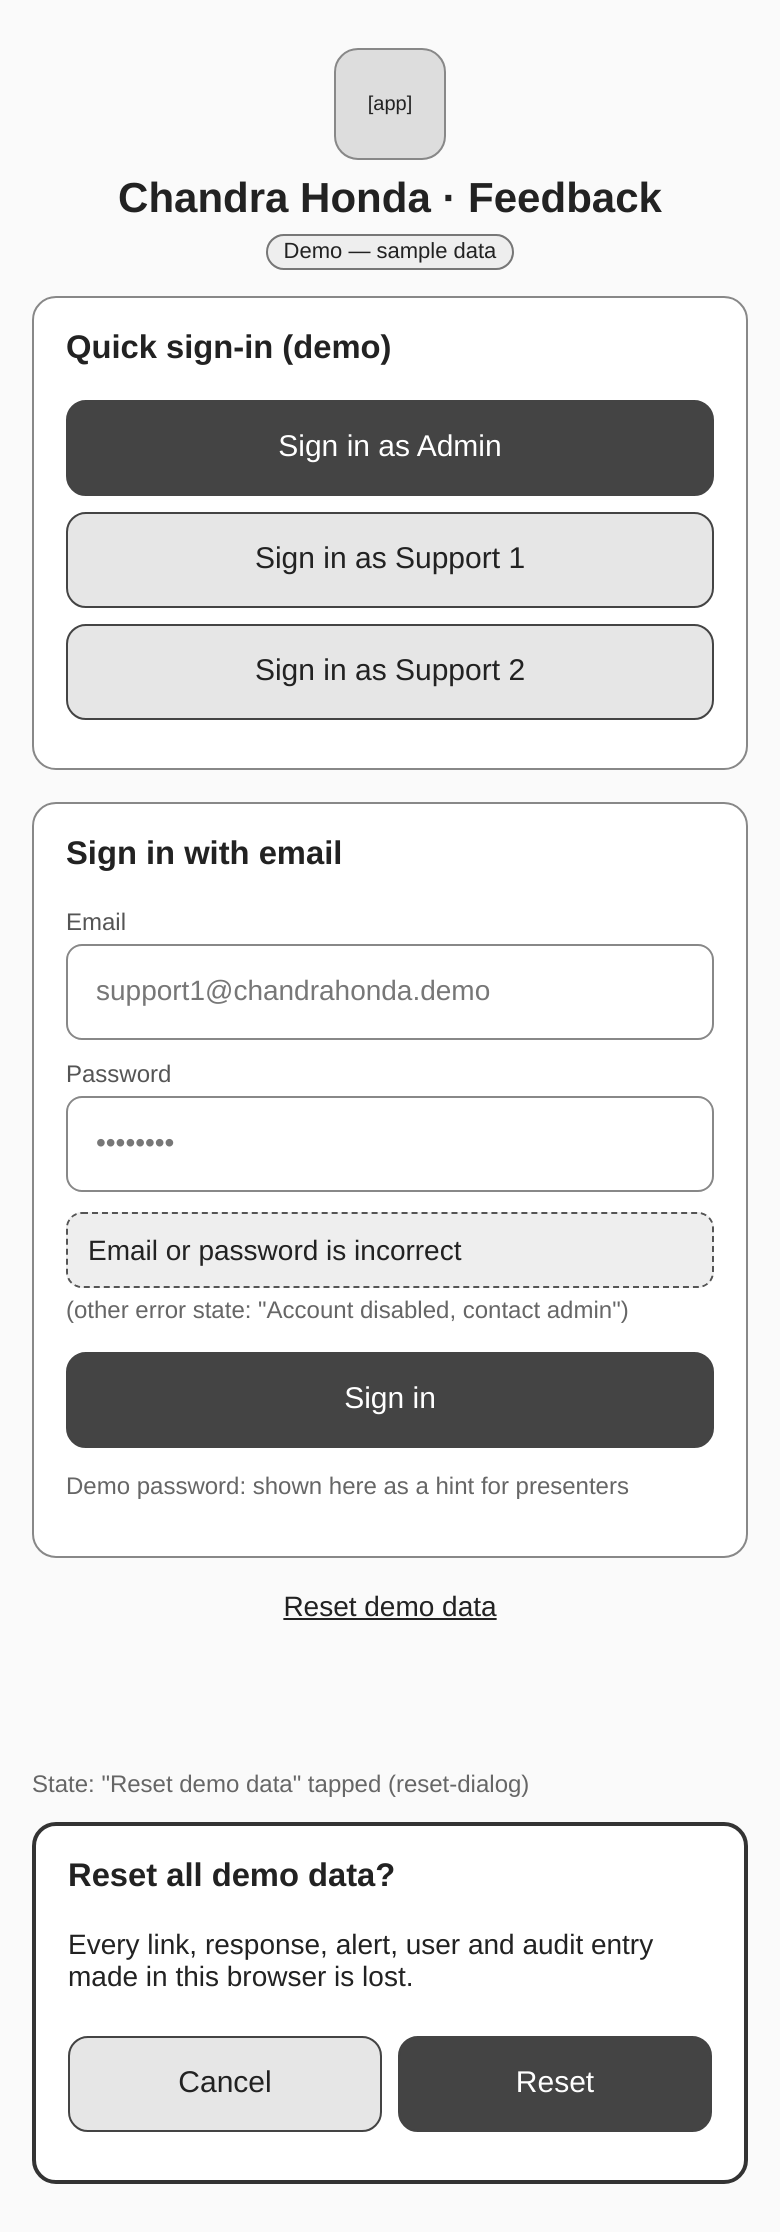 [app]
Chandra Honda · Feedback
Demo — sample data
Quick sign-in (demo)
Sign in as Admin
Sign in as Support 1
Sign in as Support 2
Sign in with email
Email
support1@chandrahonda.demo
Password
••••••••
Email or password is incorrect
(other error state: "Account disabled, contact admin")
Sign in
Demo password: shown here as a hint for presenters
Reset demo data
State: "Reset demo data" tapped (reset-dialog)
Reset all demo data?
Every link, response, alert, user and audit entry
made in this browser is lost.
Cancel
Reset